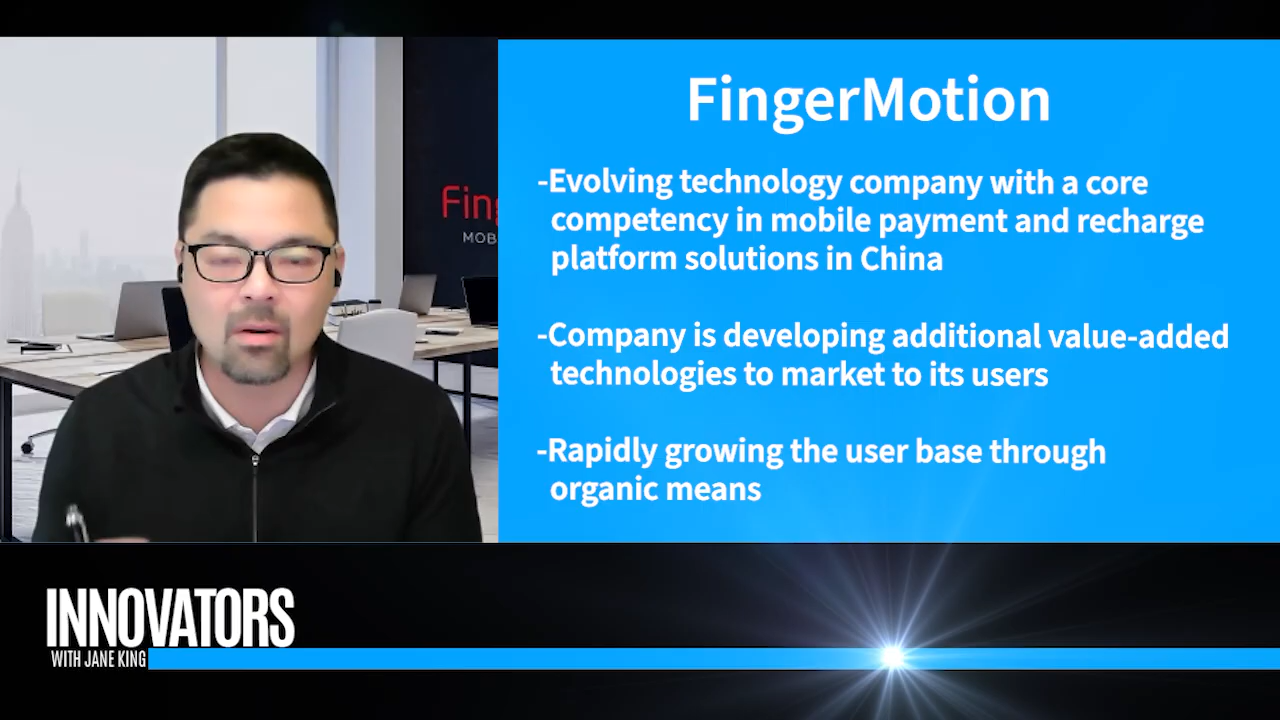 FingerMotion
-Evolving technology company with a core
competency in mobile payment and recharge
platform solutions in China
-Company is developing additional value-added
technologies to market to its users
-Rapidly growing the user base through
organic means
Fing
MOB
INNOVATORS
WITH JANE KING